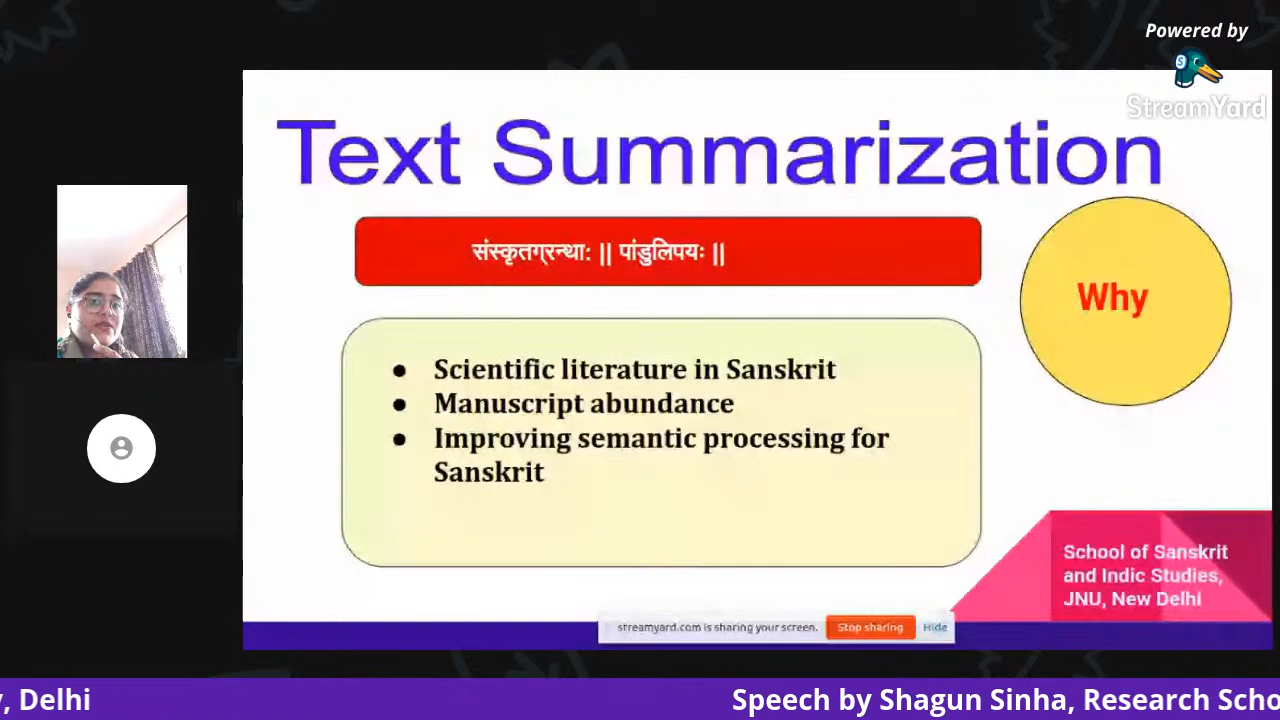 Powered by
StreamYard
Text Summarization
संस्कृतग्रन्था: || पांडुलिपयः ||
Why
● Scientific literature in Sanskrit
● Manuscript abundance
● Improving semantic processing for
Sanskrit
School of Sanskrit
and Indic Studies,
JNU, New Delhi
streamyard.com is sharing your screen. Stop sharing Hide
, Delhi Speech by Shagun Sinha, Research